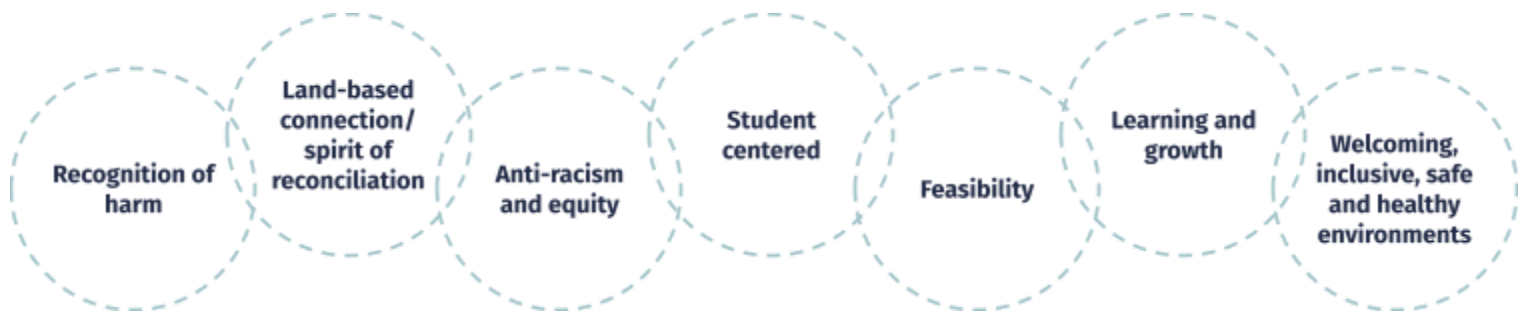 Recognition of
harm
Land-based
connection/
spirit of
reconciliation
Anti-racism
and equity
Student
centered
Feasibility
Learning and
growth
Welcoming,
inclusive, safe
and healthy
environments